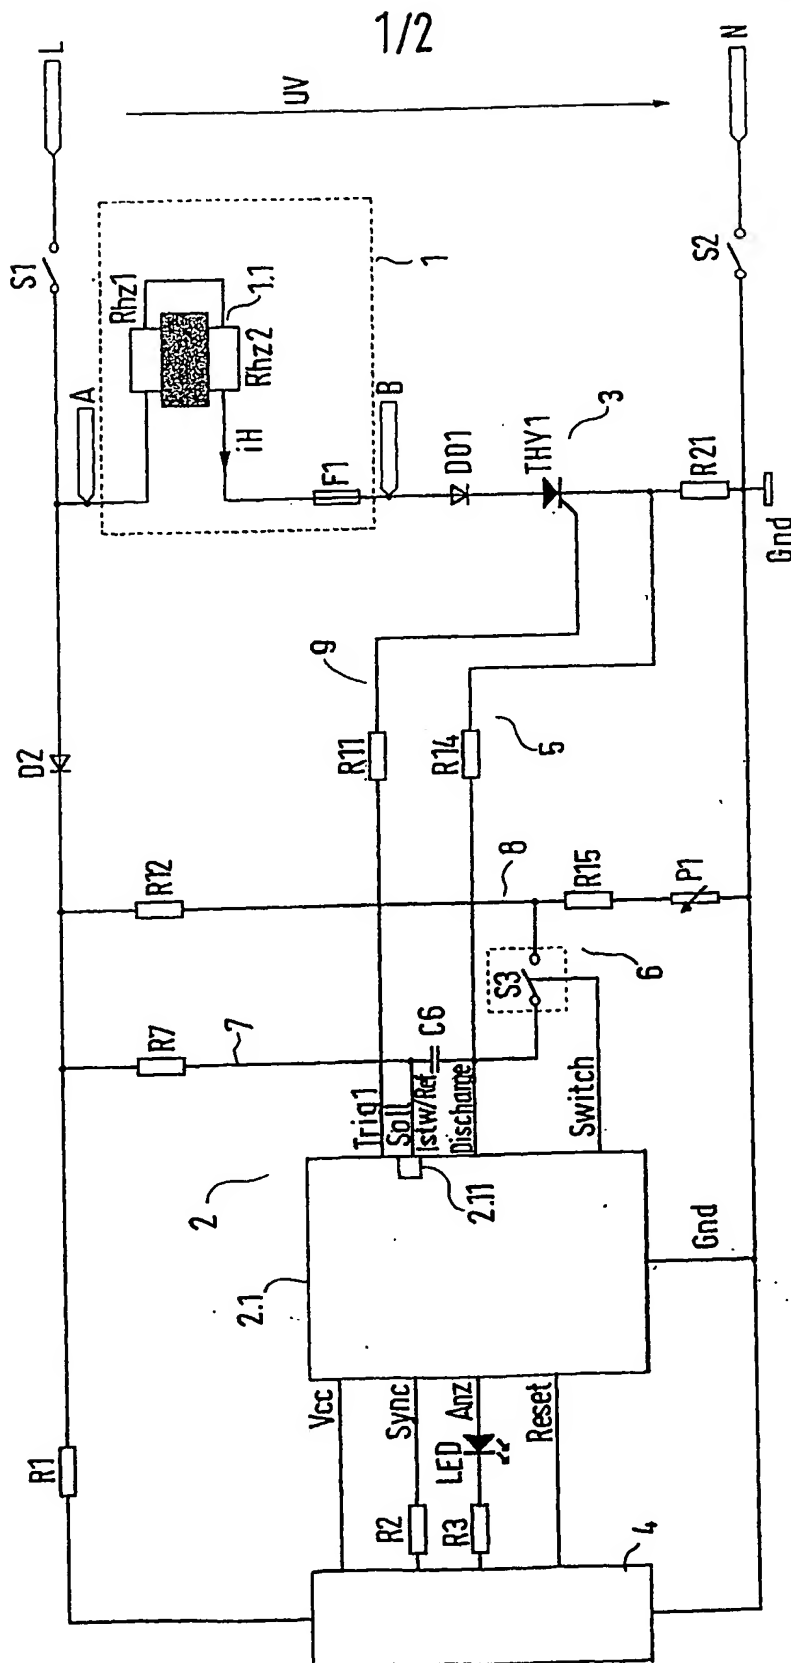 1/2
L
UV
N
S1
Rhz1
1.1
1
S2
A
Rhz2
iH
F1
B
D01
THY1
3
R21
Gnd
9
D2
R11
R14
5
R12
8
R15
P1
S3
6
R7
7
C6
Trig1
Soll
Istw/Ref
Discharge
Switch
2
2.11
2.1
Gnd
Vcc
Sync
Anz
Reset
LED
R1
R2
R3
4